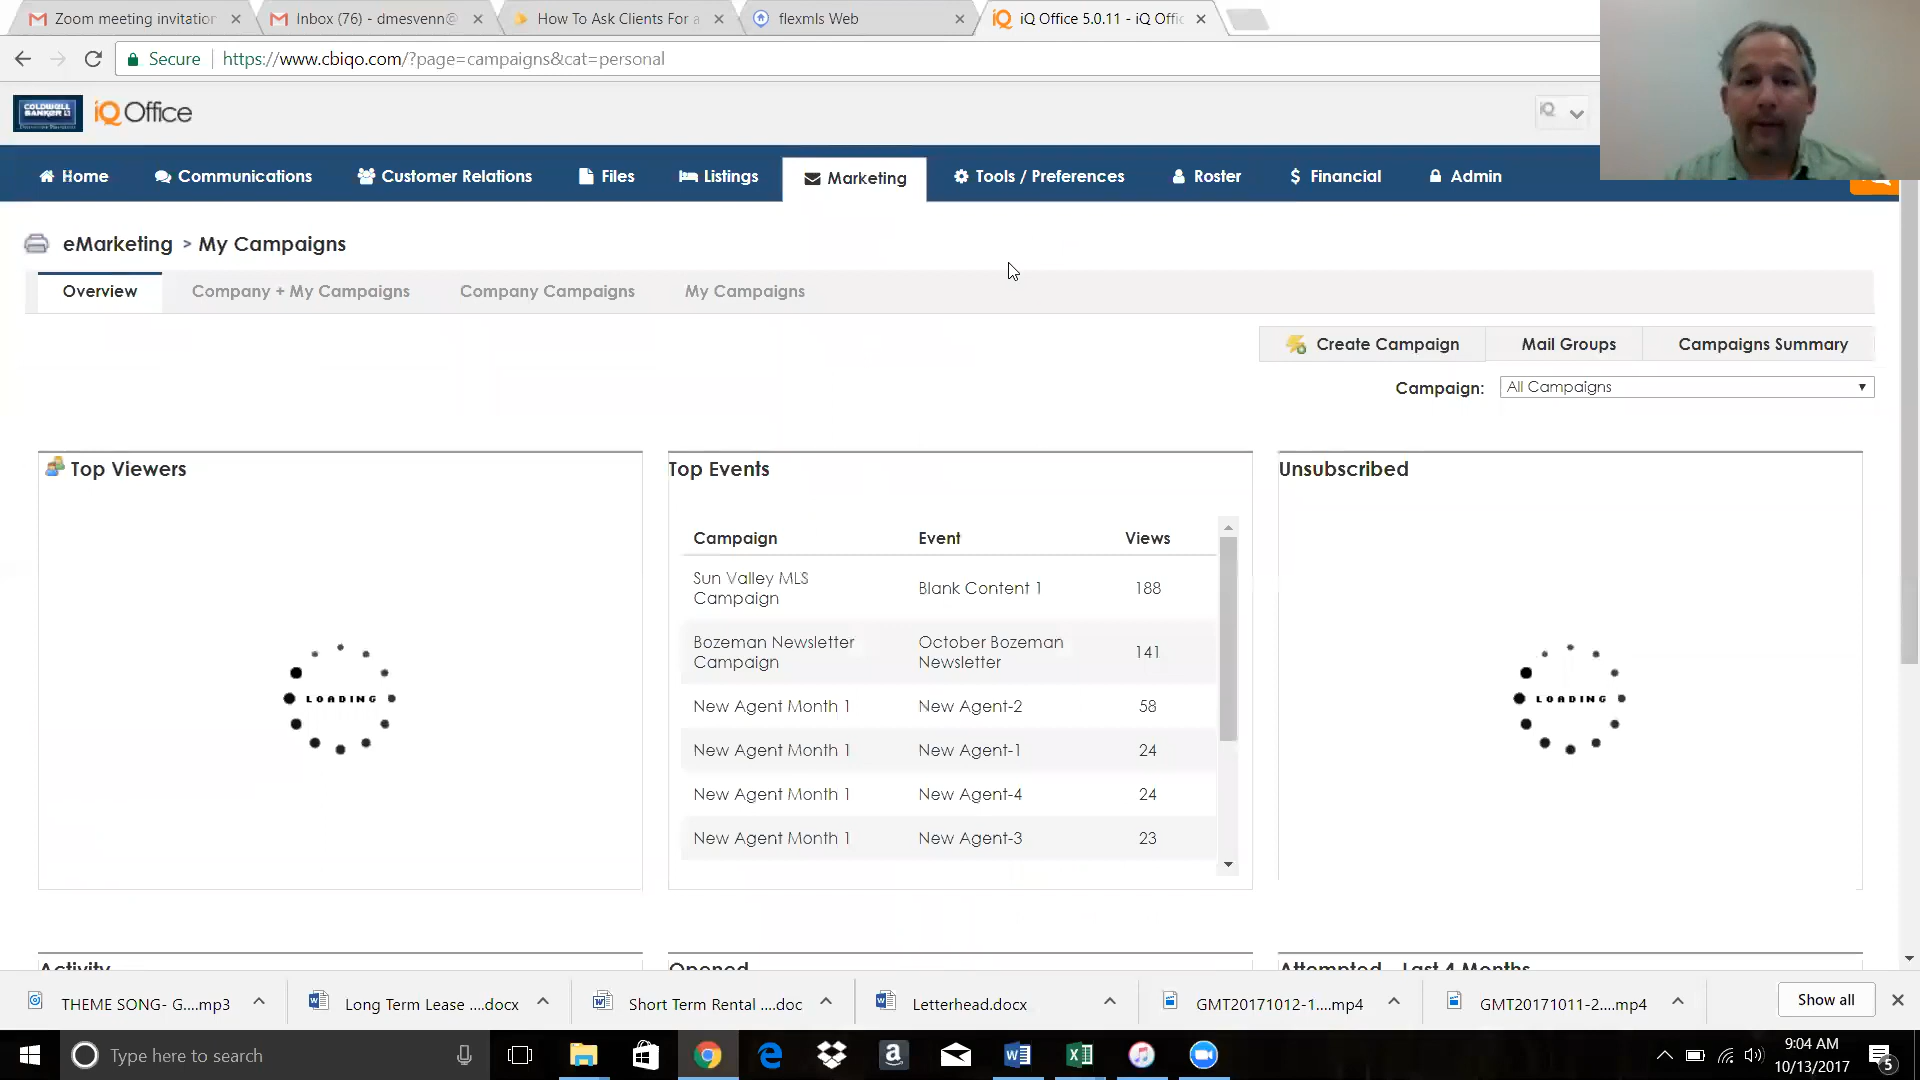 Zoom meeting invitation
Inbox (76) - dmesvenn@
How To Ask Clients For a
flexmls Web
iQ Office 5.0.11 - iQ Offic
Secure
https://www.cbiqo.com/?page=campaigns&cat=personal
COLDWELL
BANKER
iQ Office
iQ
Home
Communications
Customer Relations
Files
Listings
Marketing
Tools / Preferences
Roster
Financial
Admin
eMarketing > My Campaigns
Overview
Company + My Campaigns
Company Campaigns
My Campaigns
Create Campaign
Mail Groups
Campaigns Summary
Campaign:
All Campaigns
Top Viewers
LOADING
Top Events
Campaign Event Views
Sun Valley MLS
Campaign
Blank Content 1
188
Bozeman Newsletter
Campaign
October Bozeman
Newsletter
141
New Agent Month 1 New Agent-2 58
New Agent Month 1 New Agent-1 24
New Agent Month 1 New Agent-4 24
New Agent Month 1 New Agent-3 23
Unsubscribed
LOADING
Activity
Opened
Attempted - Last 4 Months
THEME SONG- G....mp3
Long Term Lease ....docx
Short Term Rental ....doc
Letterhead.docx
GMT20171012-1....mp4
GMT20171011-2....mp4
Show all
Type here to search
9:04 AM
10/13/2017
5